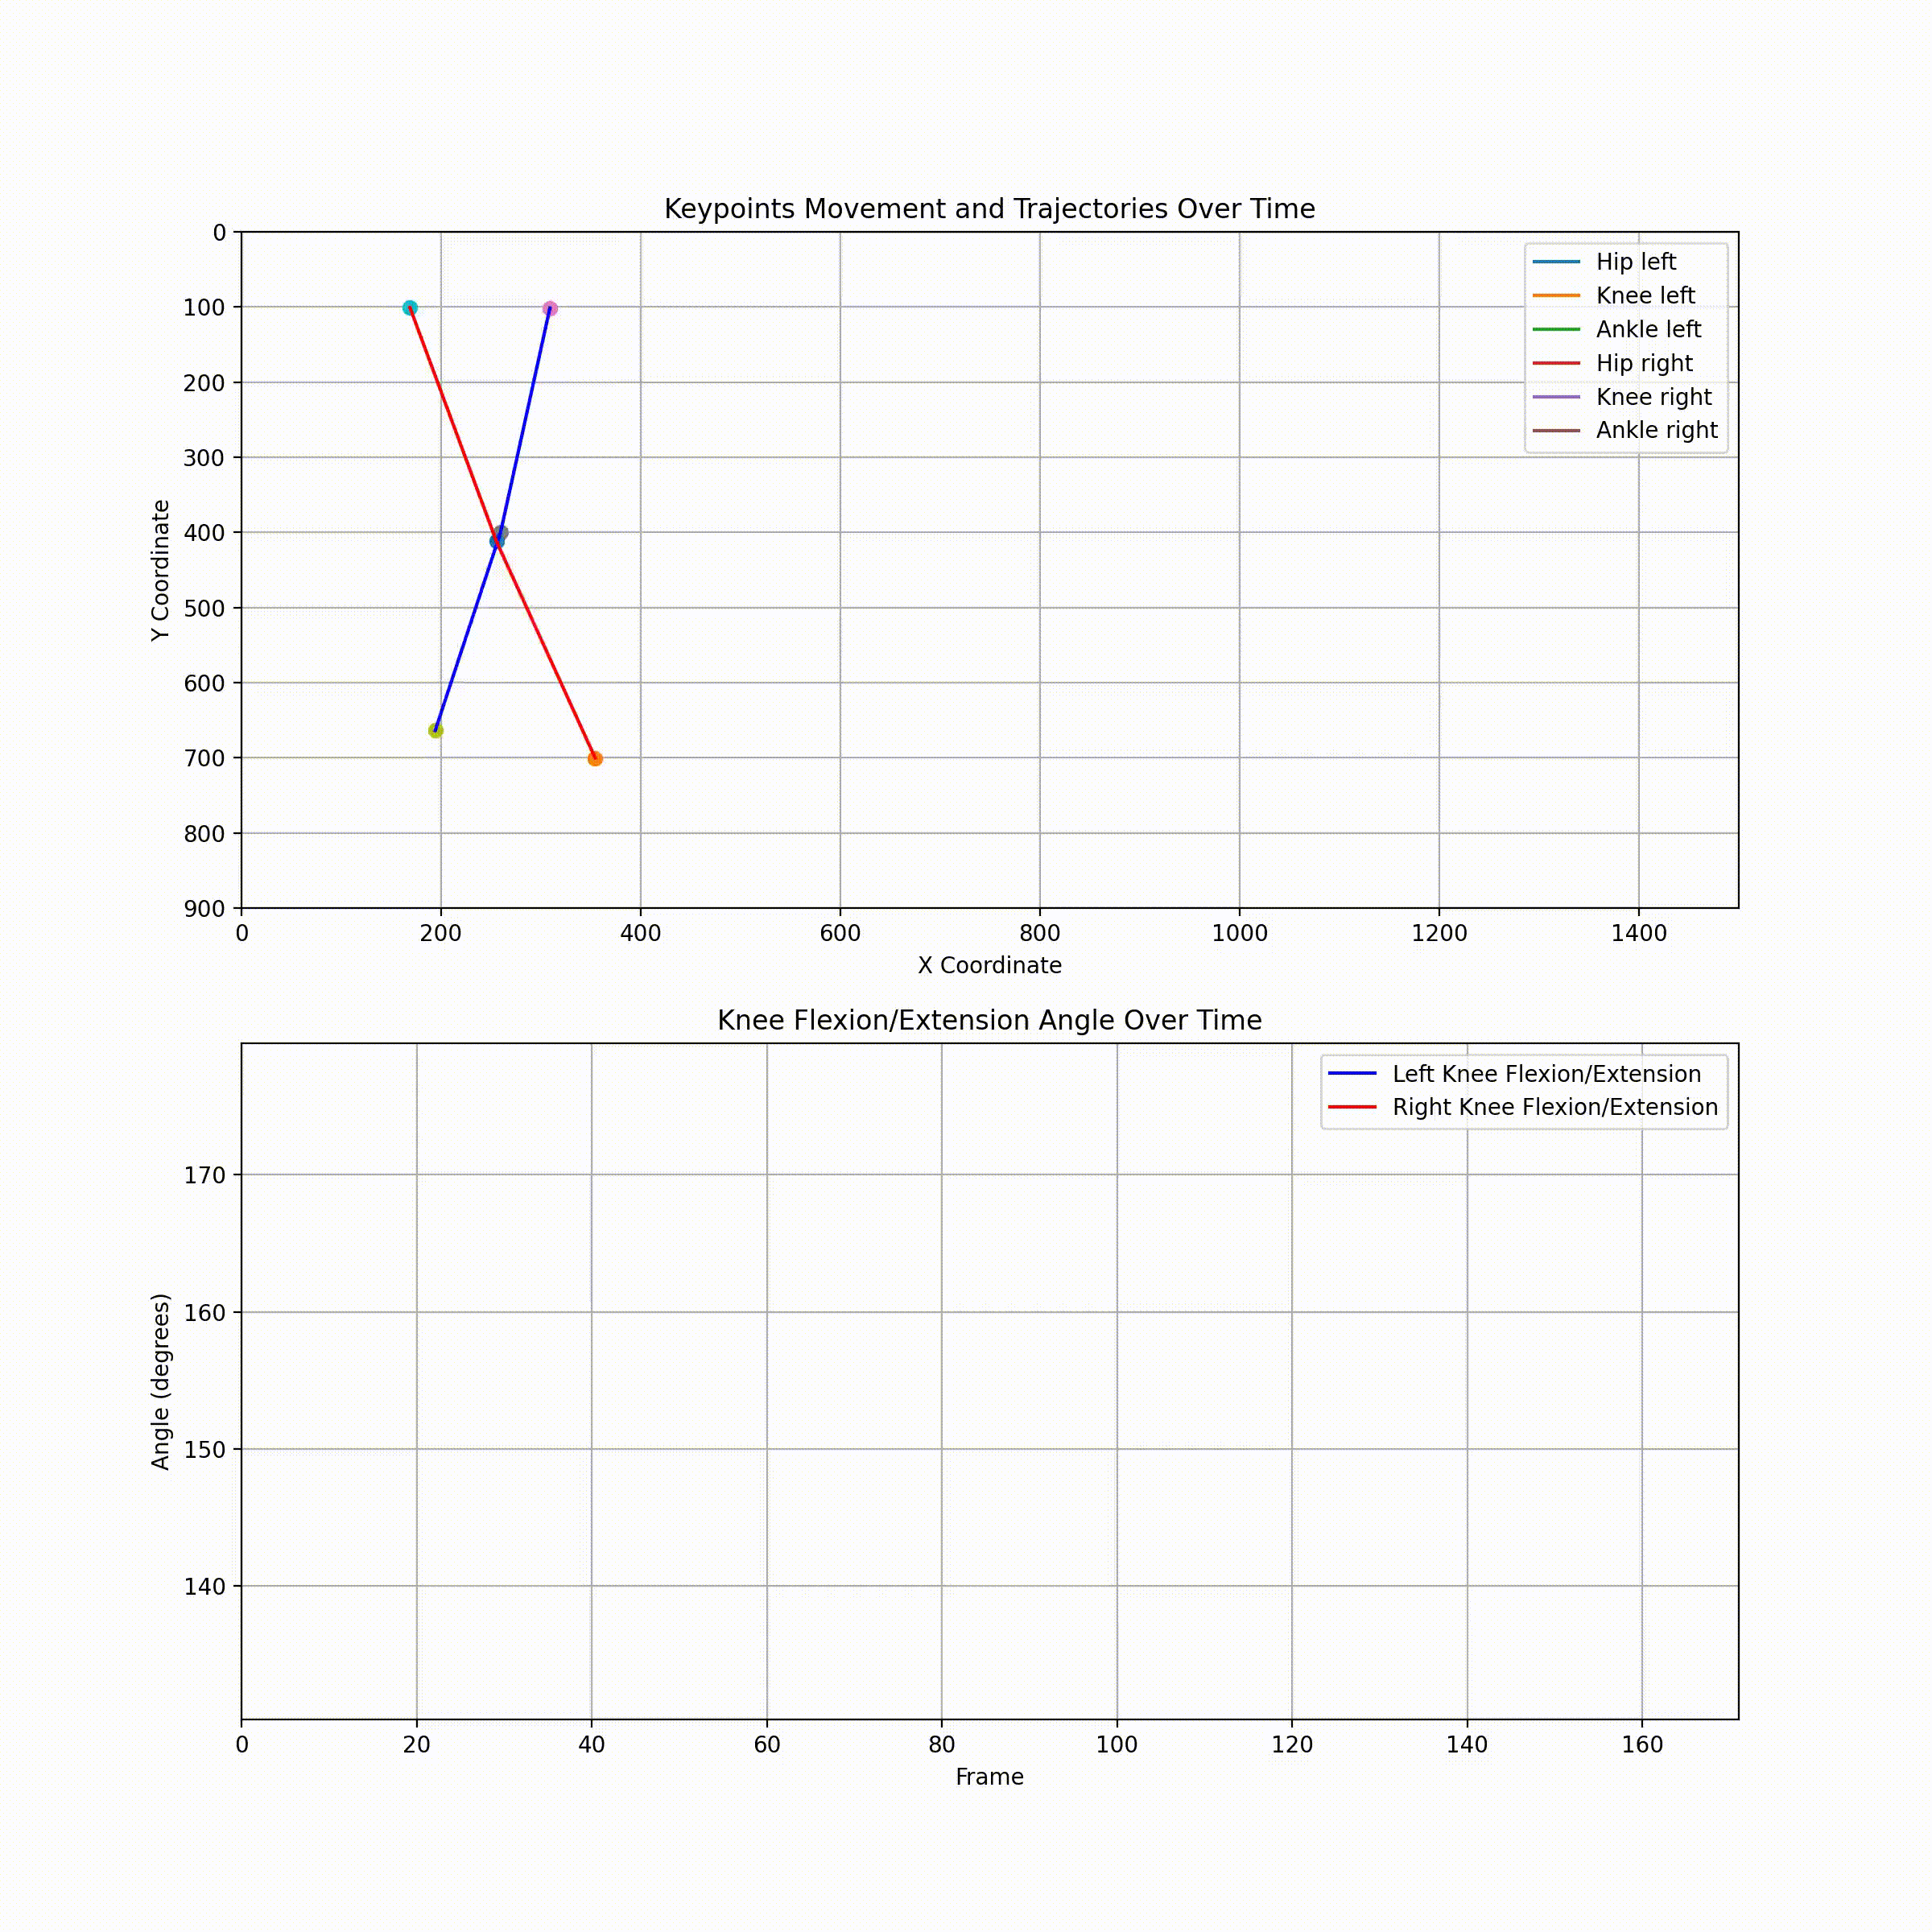 Keypoints Movement and Trajectories Over Time
0
100
200
300
400
500
600
700
800
900
Y Coordinate
Hip left
Knee left
Ankle left
Hip right
Knee right
Ankle right
0 200 400 600 800 1000 1200 1400
X Coordinate
Knee Flexion/Extension Angle Over Time
Left Knee Flexion/Extension
Right Knee Flexion/Extension
170
160
150
140
Angle (degrees)
0 20 40 60 80 100 120 140 160
Frame